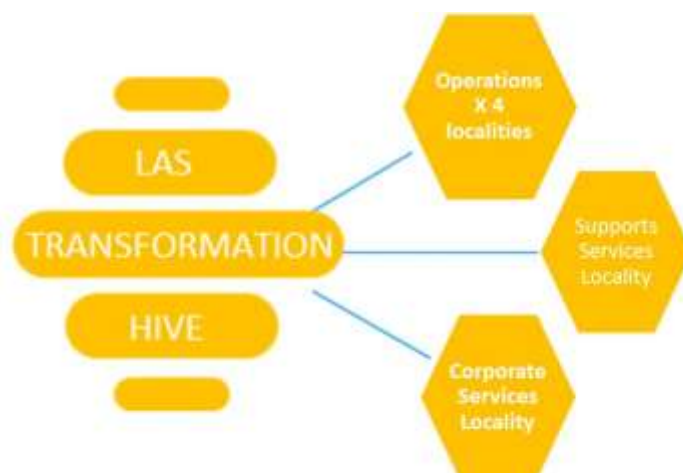 LAS
TRANSFORMATION
HIVE
Operations
X 4
localities
Supports
Services
Locality
Corporate
Services
Locality